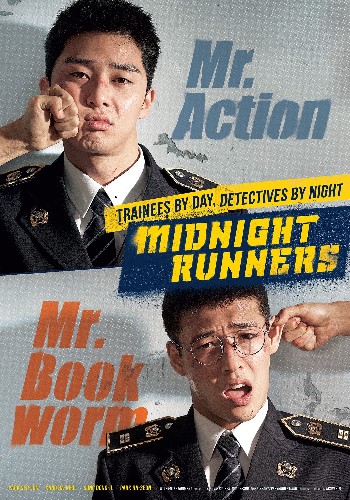 Mr.
Action
TRAINEES BY DAY, DETECTIVES BY NIGHT
MIDNIGHT
RUNNERS
Mr.
Book
worm